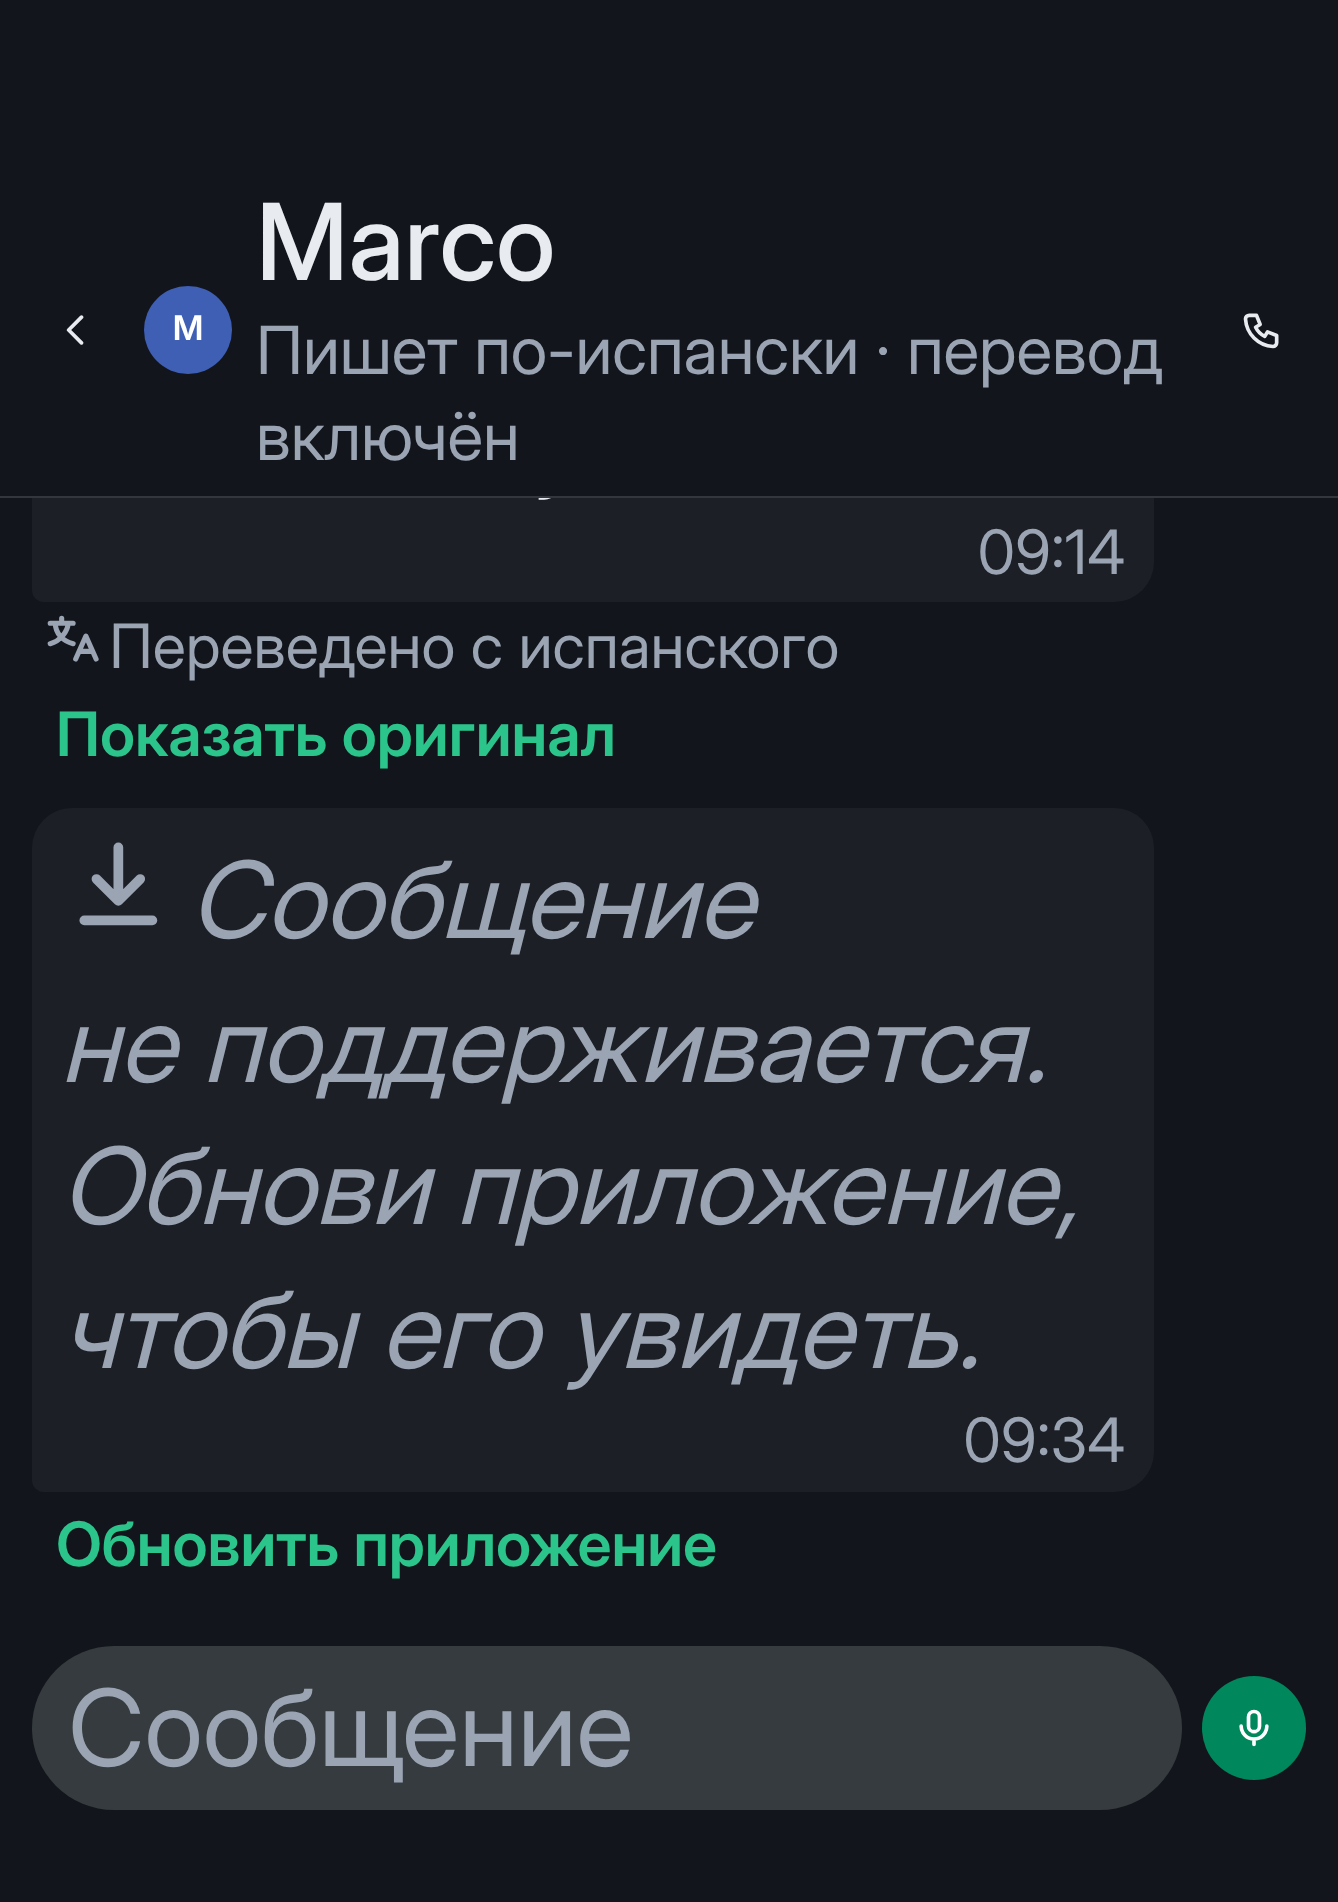 Marco
M
Пишет по-испански · перевод
включён
09:14
Переведено с испанского
Показать оригинал
Сообщение
не поддерживается.
Обнови приложение,
чтобы его увидеть.
09:34
Обновить приложение
Сообщение